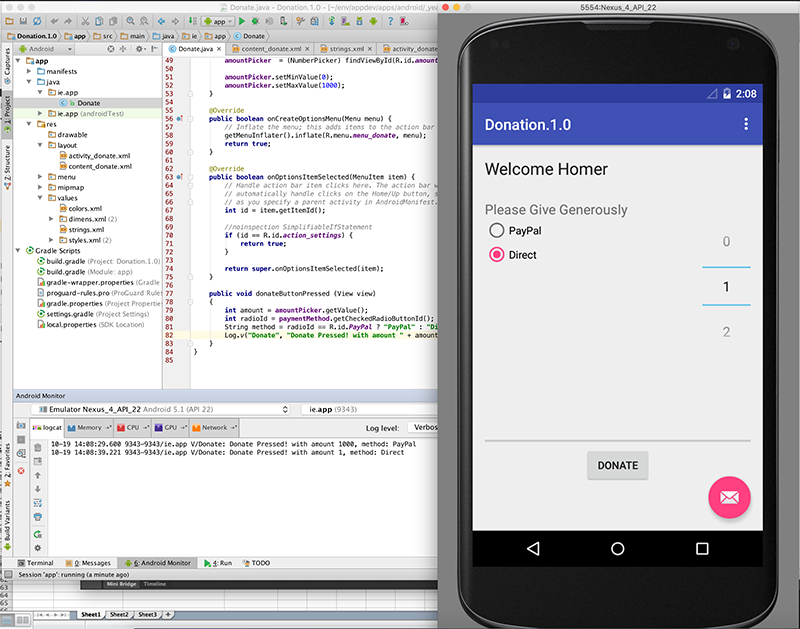 Donate.java - Donation.1.0
5554:Nexus_4_API_22
app
Donation.1.0
app
src
main
java
ie
app
Donate
Android
Donate.java
content_donate.xml
strings.xml
activity_donate
Captures
1: Project
7: Structure
2: Favorites
Build Variants
app
manifests
java
ie.app
Donate
ie.app (androidTest)
res
drawable
layout
activity_donate.xml
content_donate.xml
menu
mipmap
values
colors.xml
dimens.xml (2)
strings.xml
styles.xml (2)
Gradle Scripts
build.gradle (Project: Donation.1.0)
build.gradle (Module: app)
gradle-wrapper.properties (Gradle
proguard-rules.pro (ProGuard Rules
gradle.properties (Project Properties)
settings.gradle (Project Settings)
local.properties (SDK Location)
49 amountPicker = (NumberPicker) findViewById(R.id.amoun
50
51 amountPicker.setMinValue(0);
52 amountPicker.setMaxValue(1000);
53 }
54
55 @Override
56 public boolean onCreateOptionsMenu(Menu menu) {
57 // Inflate the menu; this adds items to the action bar
58 getMenuInflater().inflate(R.menu.menu_donate, menu);
59 return true;
60 }
61
62 @Override
63 public boolean onOptionsItemSelected(MenuItem item) {
64 // Handle action bar item clicks here. The action bar w
65 // automatically handle clicks on the Home/Up button, s
66 // as you specify a parent activity in AndroidManifest.
67 int id = item.getItemId();
68
69 //noinspection SimplifiableIfStatement
70 if (id == R.id.action_settings) {
71 return true;
72 }
73
74 return super.onOptionsItemSelected(item);
75 }
76
77 public void donateButtonPressed (View view)
78 {
79 int amount = amountPicker.getValue();
80 int radioId = paymentMethod.getCheckedRadioButtonId();
81 String method = radioId == R.id.PayPal ? "PayPal" : "Di
82 Log.v("Donate", "Donate Pressed! with amount " + amount
83 }
84 }
85
Android Monitor
Emulator Nexus_4_API_22 Android 5.1 (API 22)
ie.app (9343)
logcat
Memory
CPU
GPU
Network
Log level:
Verbos
10-19 14:08:29.600 9343-9343/ie.app V/Donate: Donate Pressed! with amount 1000, method: PayPal
10-19 14:08:39.221 9343-9343/ie.app V/Donate: Donate Pressed! with amount 1, method: Direct
Terminal
0: Messages
6: Android Monitor
4: Run
TODO
Session 'app': running (a minute ago)
Mini Bridge
Timeline
Sheet1
Sheet2
Sheet3
2:08
Donation.1.0
Welcome Homer
Please Give Generously
PayPal
Direct
0
1
2
DONATE